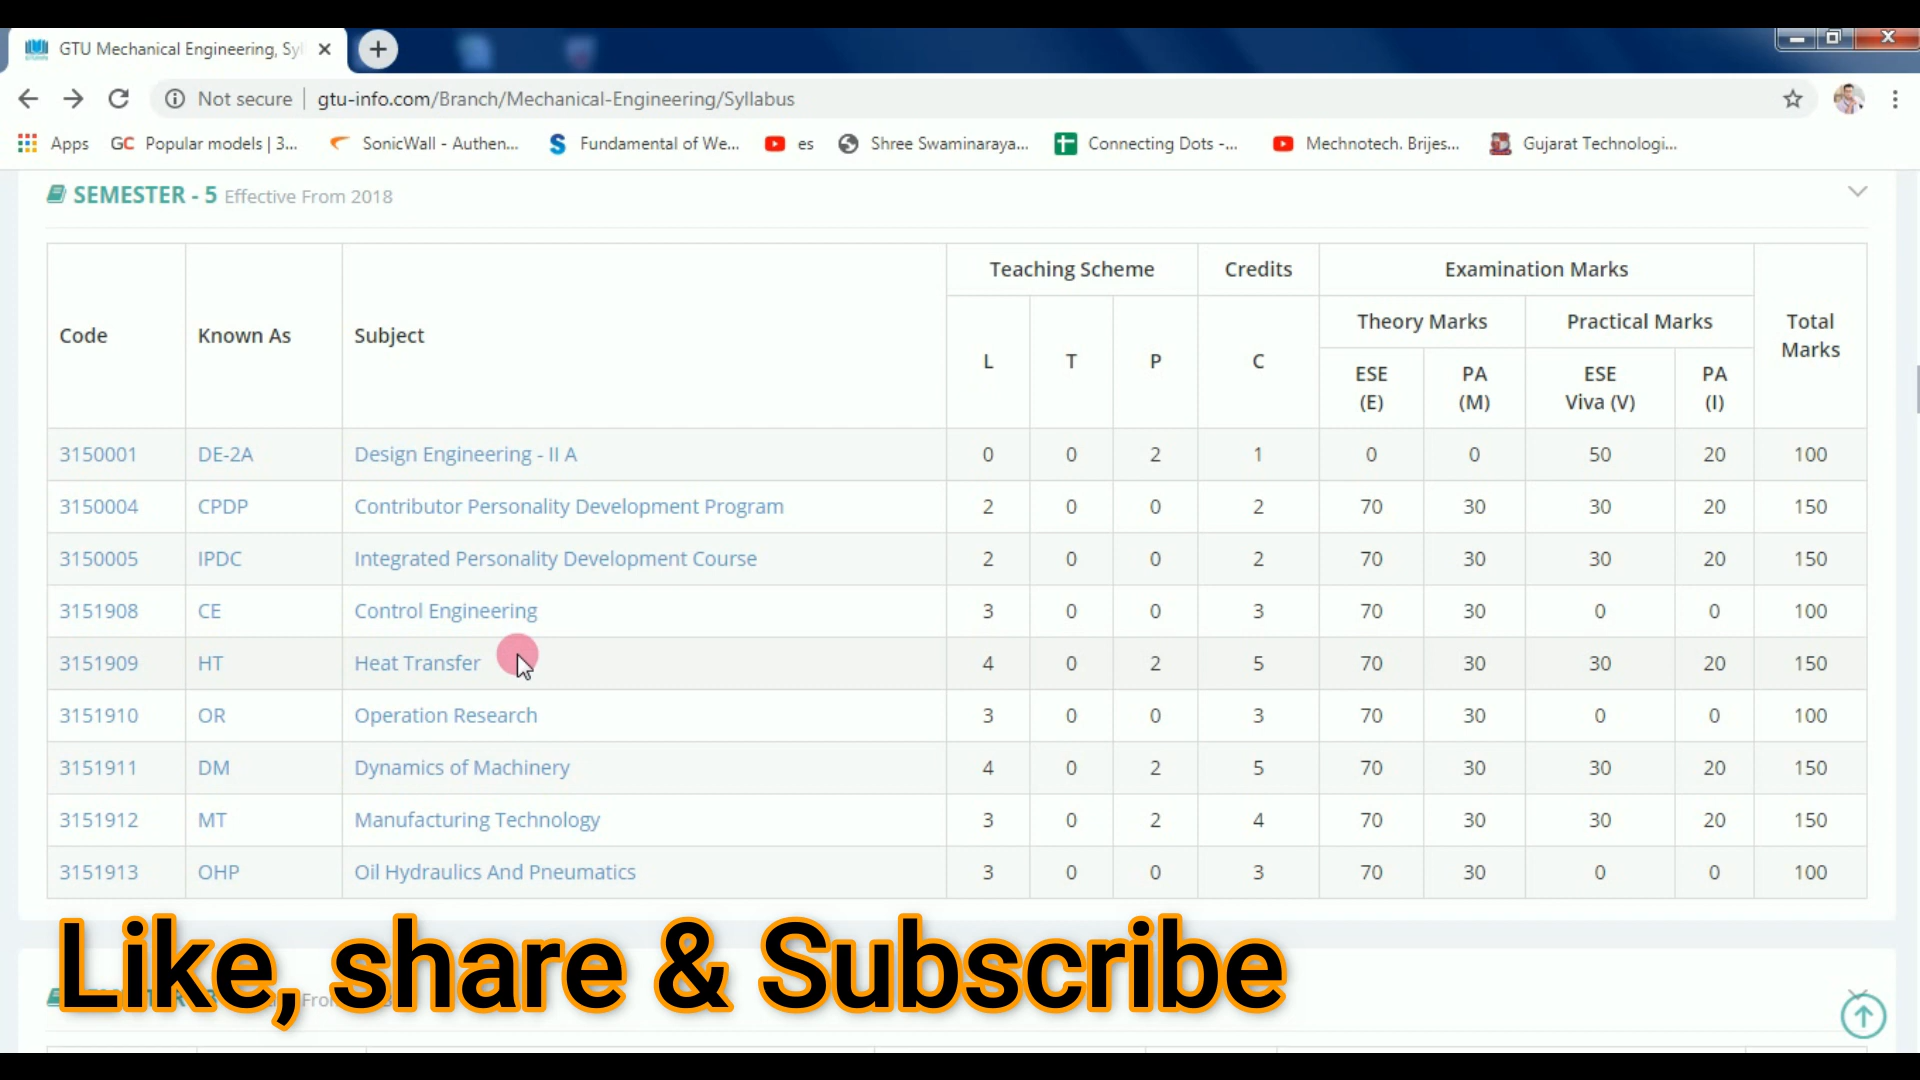 GTU Mechanical Engineering, Sy
Not secure
gtu-info.com/Branch/Mechanical-Engineering/Syllabus
Apps GC Popular models | 3... SonicWall - Authen... S Fundamental of We... es Shree Swaminaraya... Connecting Dots -... Mechnotech. Brijes... Gujarat Technologi...
SEMESTER - 5 Effective From 2018
Code Known As Subject Teaching Scheme Credits Examination Marks Total Marks
Theory Marks Practical Marks
L T P C ESE (E) PA (M) ESE Viva (V) PA (I)
3150001 DE-2A Design Engineering - II A 0 0 2 1 0 0 50 20 100
3150004 CPDP Contributor Personality Development Program 2 0 0 2 70 30 30 20 150
3150005 IPDC Integrated Personality Development Course 2 0 0 2 70 30 30 20 150
3151908 CE Control Engineering 3 0 0 3 70 30 0 0 100
3151909 HT Heat Transfer 4 0 2 5 70 30 30 20 150
3151910 OR Operation Research 3 0 0 3 70 30 0 0 100
3151911 DM Dynamics of Machinery 4 0 2 5 70 30 30 20 150
3151912 MT Manufacturing Technology 3 0 2 4 70 30 30 20 150
3151913 OHP Oil Hydraulics And Pneumatics 3 0 0 3 70 30 0 0 100
Like, share & Subscribe